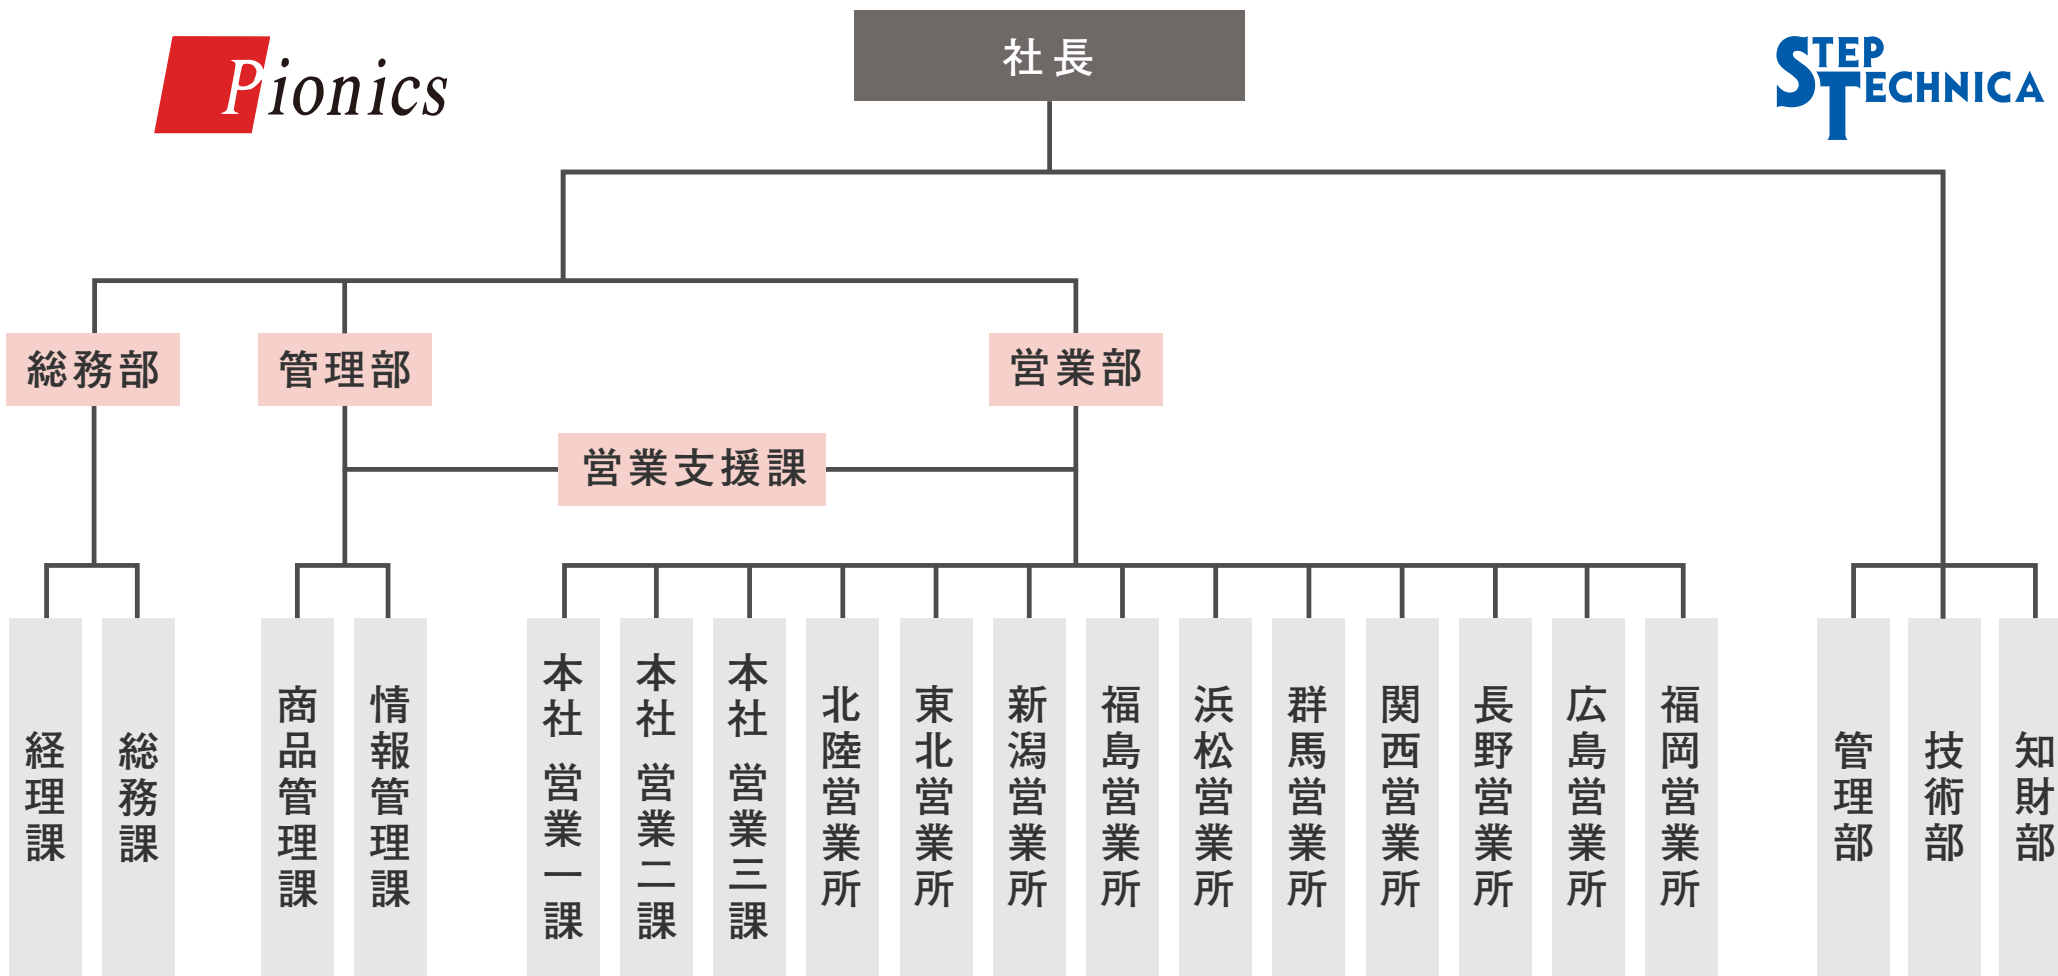 Pionics
社長
STEP
TECHNICA
総務部
管理部
営業部
営業支援課
経理課
総務課
商品管理課
情報管理課
本社 営業一課
本社 営業二課
本社 営業三課
北陸営業所
東北営業所
新潟営業所
福島営業所
浜松営業所
群馬営業所
関西営業所
長野営業所
広島営業所
福岡営業所
管理部
技術部
知財部